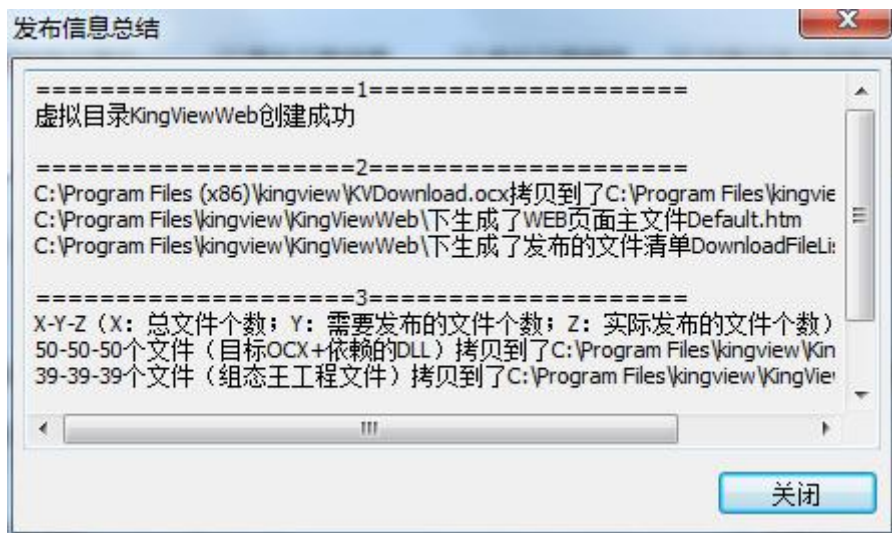 发布信息总结
====================1====================
虚拟目录KingViewWeb创建成功
====================2====================
C:\Program Files (x86)\kingview\KVDownload.ocx拷贝到了C:\Program Files\kingvie
C:\Program Files\kingview\KingViewWeb\下生成了WEB页面主文件Default.htm
C:\Program Files\kingview\KingViewWeb\下生成了发布的文件清单DownloadFileLi
====================3====================
X-Y-Z（X：总文件个数；Y：需要发布的文件个数；Z：实际发布的文件个数）
50-50-50个文件（目标OCX+依赖的DLL）拷贝到了C:\Program Files\kingview\Kin
39-39-39个文件（组态王工程文件）拷贝到了C:\Program Files\kingview\KingVie
关闭